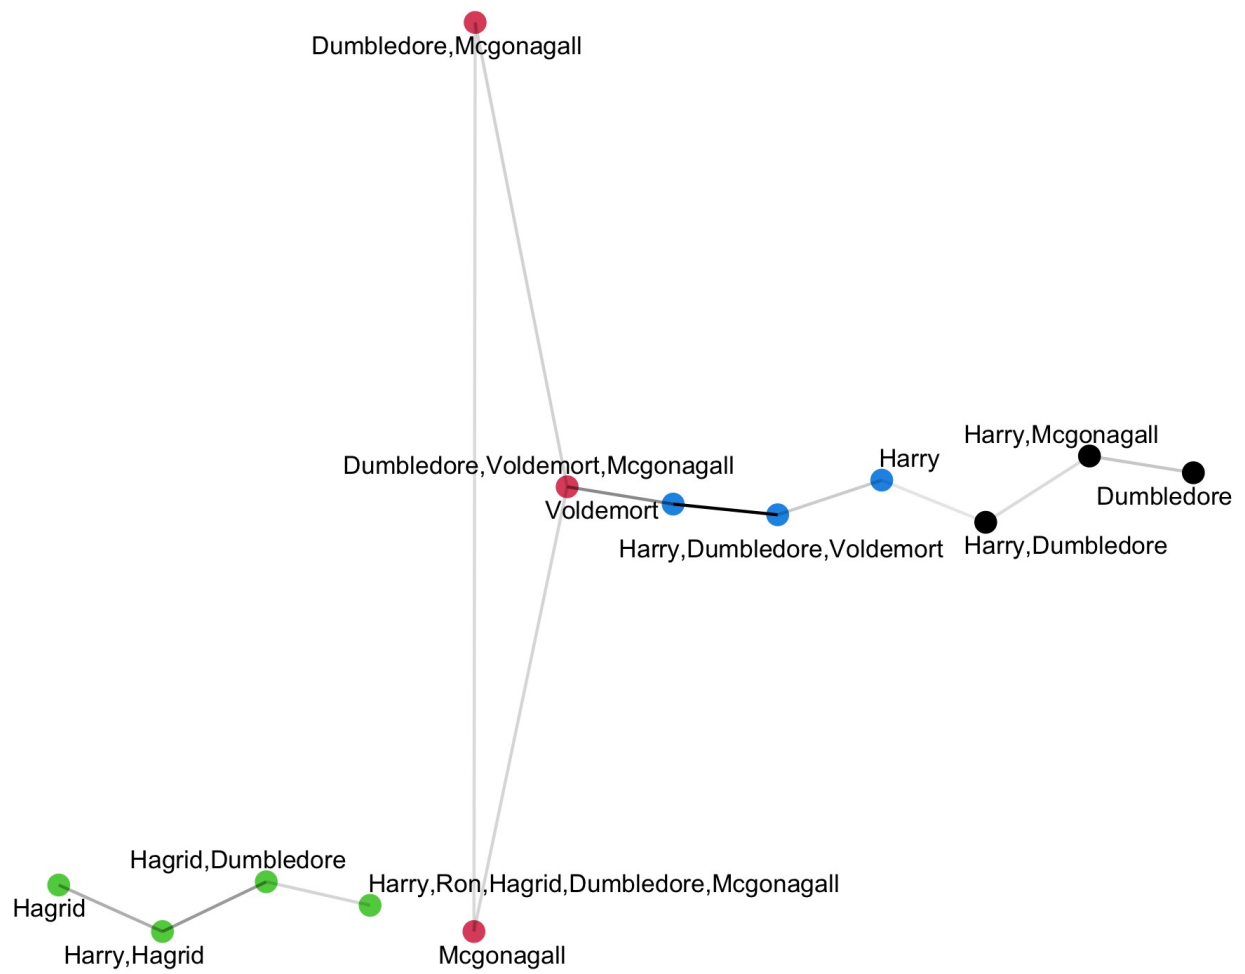 Dumbledore,Mcgonagall
Harry,Mcgonagall
Harry
Dumbledore,Voldemort,Mcgonagall
Dumbledore
Voldemort
Harry,Dumbledore
Harry,Dumbledore,Voldemort
Hagrid,Dumbledore
Harry,Ron,Hagrid,Dumbledore,Mcgonagall
Hagrid
Harry,Hagrid
Mcgonagall